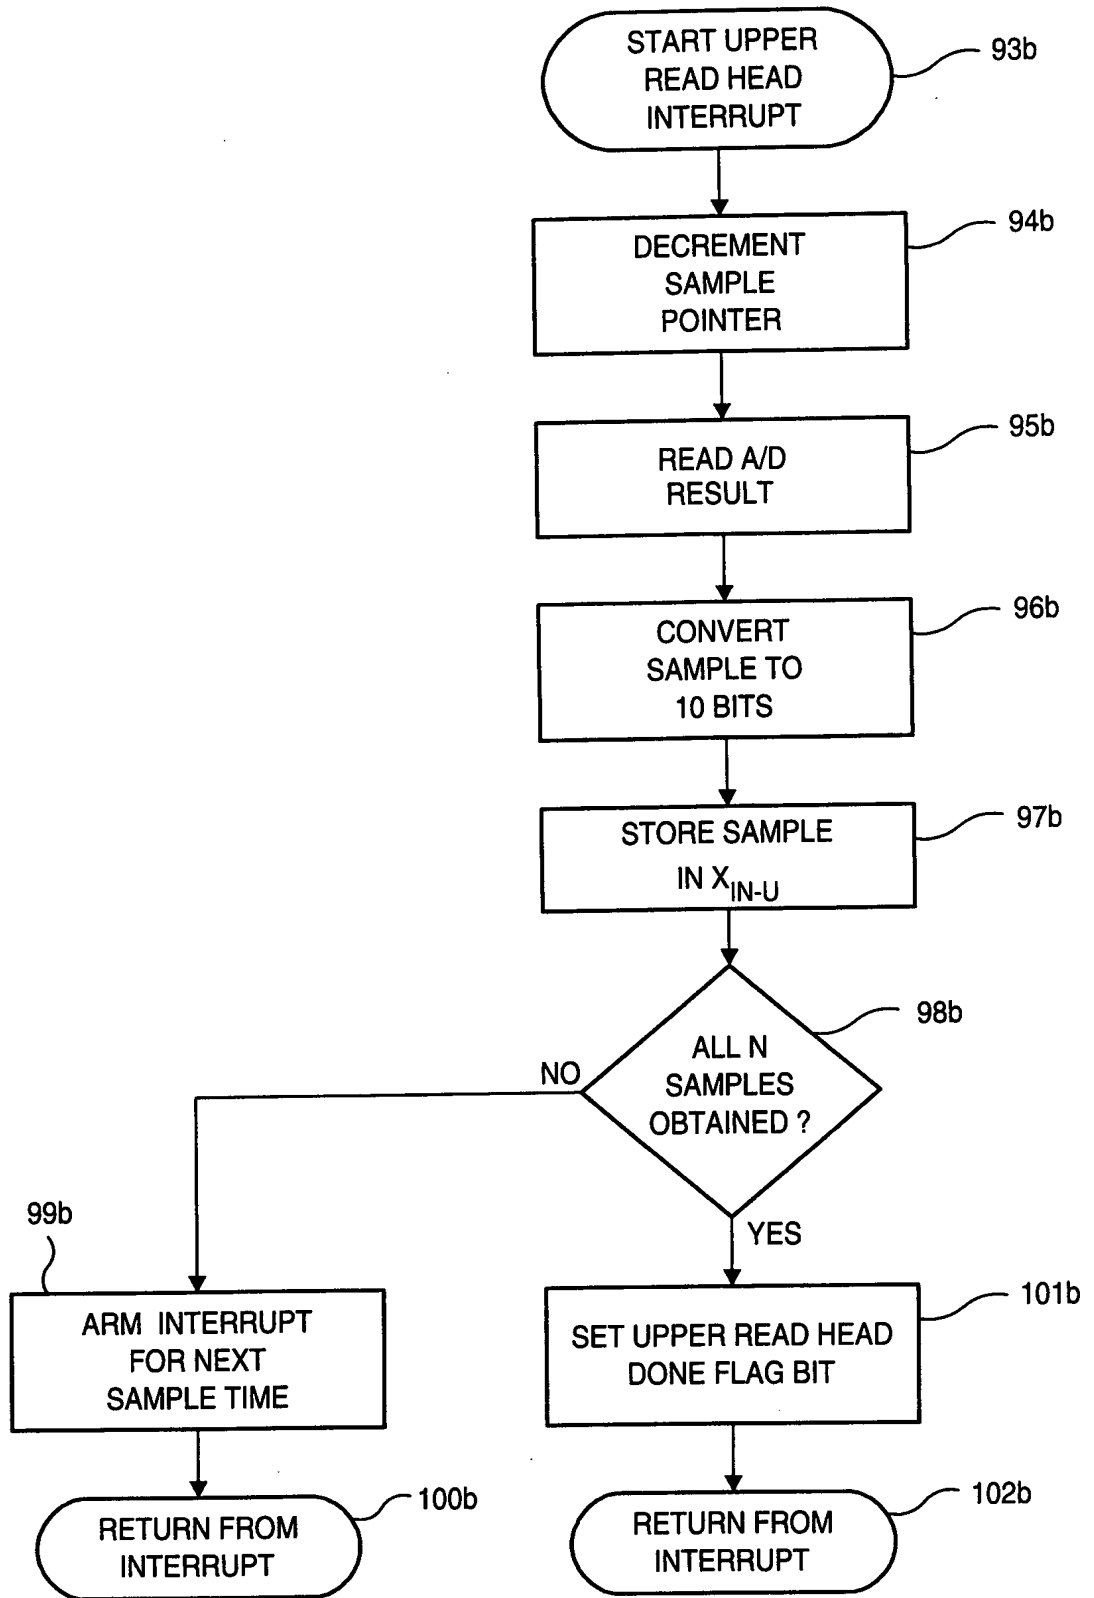 START UPPER
READ HEAD
INTERRUPT
93b
DECREMENT
SAMPLE
POINTER
94b
READ A/D
RESULT
95b
CONVERT
SAMPLE TO
10 BITS
96b
STORE SAMPLE
IN X_IN-U
97b
ALL N
SAMPLES
OBTAINED ?
98b
NO
YES
99b
ARM INTERRUPT
FOR NEXT
SAMPLE TIME
SET UPPER READ HEAD
DONE FLAG BIT
101b
RETURN FROM
INTERRUPT
100b
RETURN FROM
INTERRUPT
102b